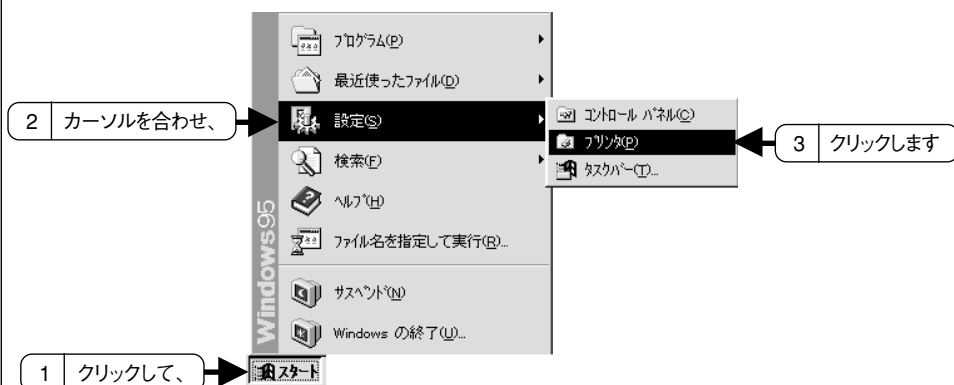 ﾌﾟﾛｸﾞﾗﾑ(P)
最近使ったﾌｧｲﾙ(D)
2 カーソルを合わせ、
設定(S)
ｺﾝﾄﾛｰﾙ ﾊﾟﾈﾙ(C)
ﾌﾟﾘﾝﾀ(P)
3 クリックします
ﾀｽｸﾊﾞｰ(T)...
検索(F)
ﾍﾙﾌﾟ(H)
ﾌｧｲﾙ名を指定して実行(R)...
ｻｽﾍﾟﾝﾄﾞ(N)
Windows の終了(U)...
Windows95
1 クリックして、
ｽﾀｰﾄ